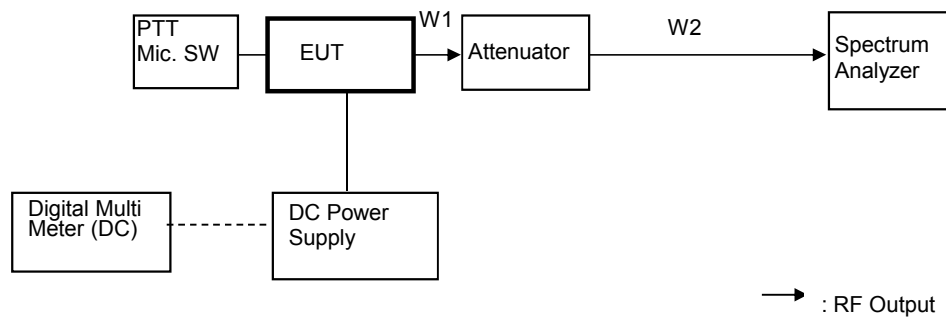 PTT
Mic. SW
EUT
W1
Attenuator
W2
Spectrum
Analyzer
Digital Multi
Meter (DC)
DC Power
Supply
: RF Output